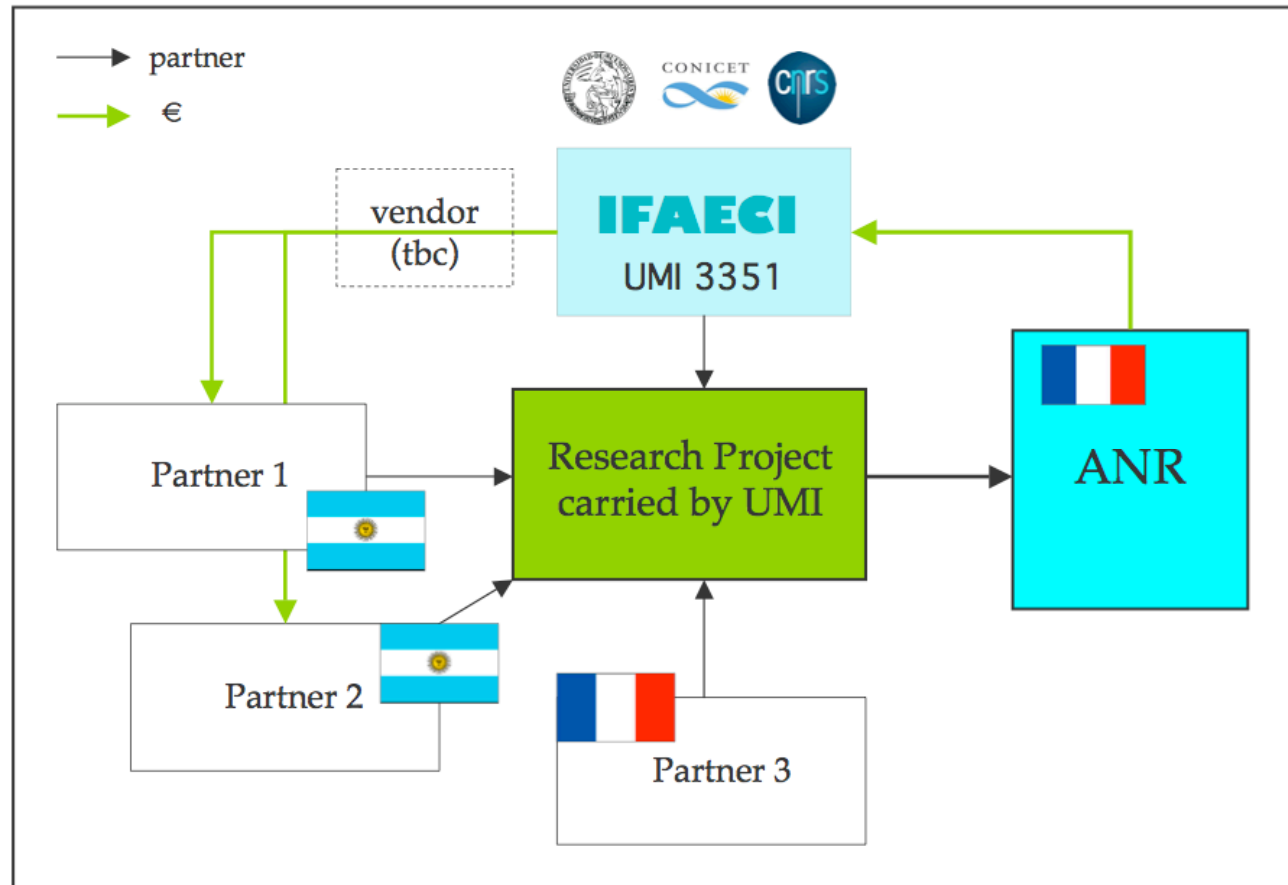 partner
€
CONICET
cnrs
vendor
(tbc)
IFAECI
UMI 3351
Partner 1
Research Project
carried by UMI
ANR
Partner 2
Partner 3